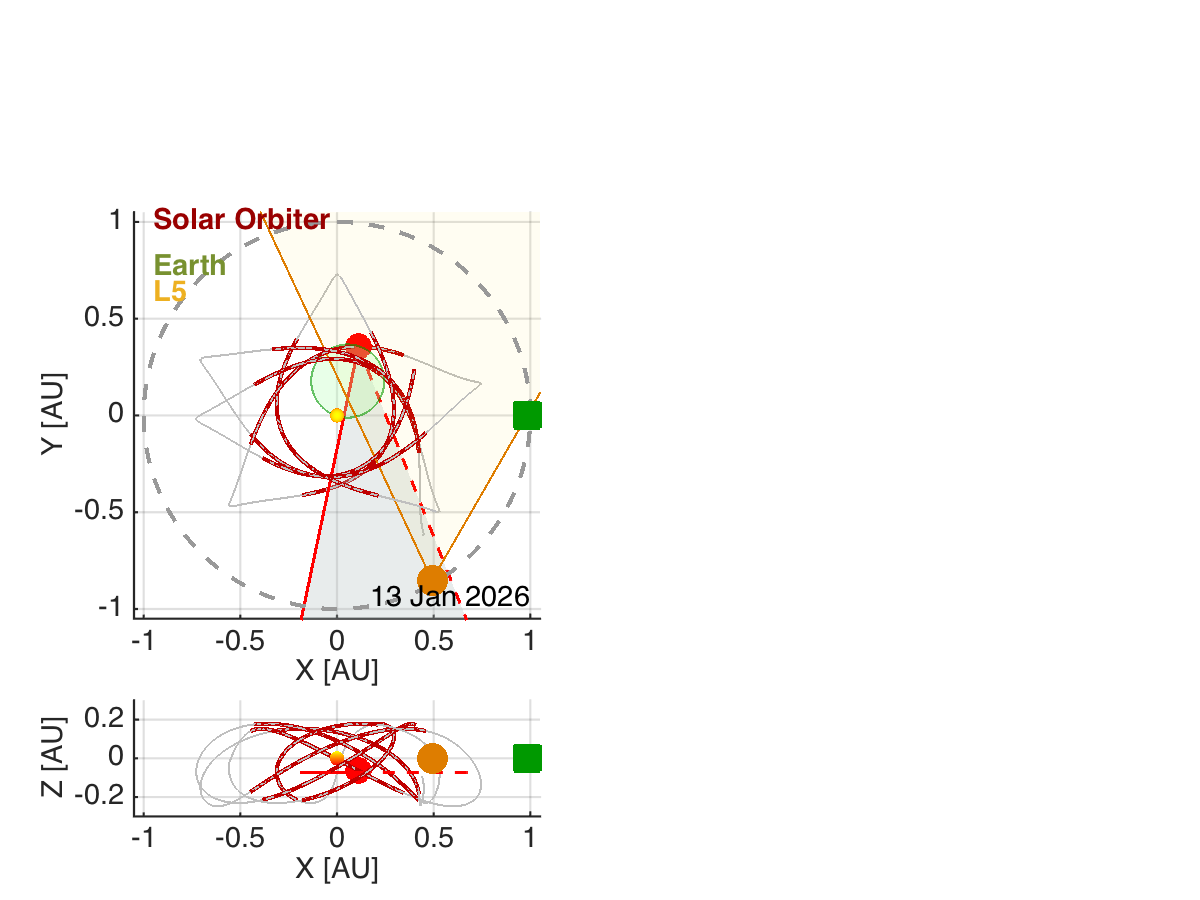 1
Solar Orbiter
Earth
L5
0.5
0
-0.5
-1
Y [AU]
13 Jan 2026
-1 -0.5 0 0.5 1
X [AU]
0.2
0
-0.2
Z [AU]
-1 -0.5 0 0.5 1
X [AU]